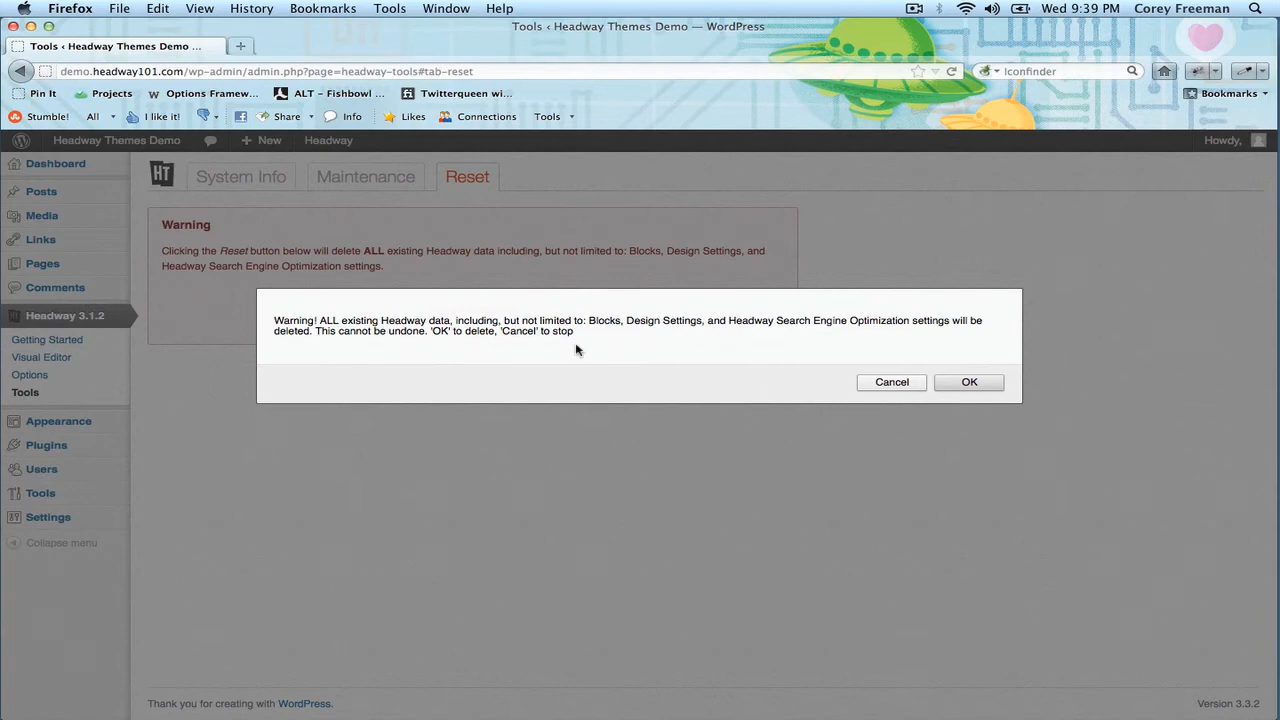 Firefox File Edit View History Bookmarks Tools Window Help Wed 9:39 PM Corey Freeman
Tools ‹ Headway Themes Demo — WordPress
Tools ‹ Headway Themes Demo ...
demo.headway101.com/wp-admin/admin.php?page=headway-tools#tab-reset Iconfinder
Pin It Projects W Options Framew... ALT – Fishbowl ... Twitterqueen wi... Bookmarks
Stumble! All I like it! Share Info Likes Connections Tools
Headway Themes Demo New Headway Howdy,
Dashboard
Posts
Media
Links
Pages
Comments
Headway 3.1.2
Getting Started
Visual Editor
Options
Tools
Appearance
Plugins
Users
Tools
Settings
Collapse menu
HT System Info Maintenance Reset
Warning
Clicking the Reset button below will delete ALL existing Headway data including, but not limited to: Blocks, Design Settings, and
Headway Search Engine Optimization settings.
Warning! ALL existing Headway data, including, but not limited to: Blocks, Design Settings, and Headway Search Engine Optimization settings will be
deleted. This cannot be undone. 'OK' to delete, 'Cancel' to stop
Cancel OK
Thank you for creating with WordPress. Version 3.3.2